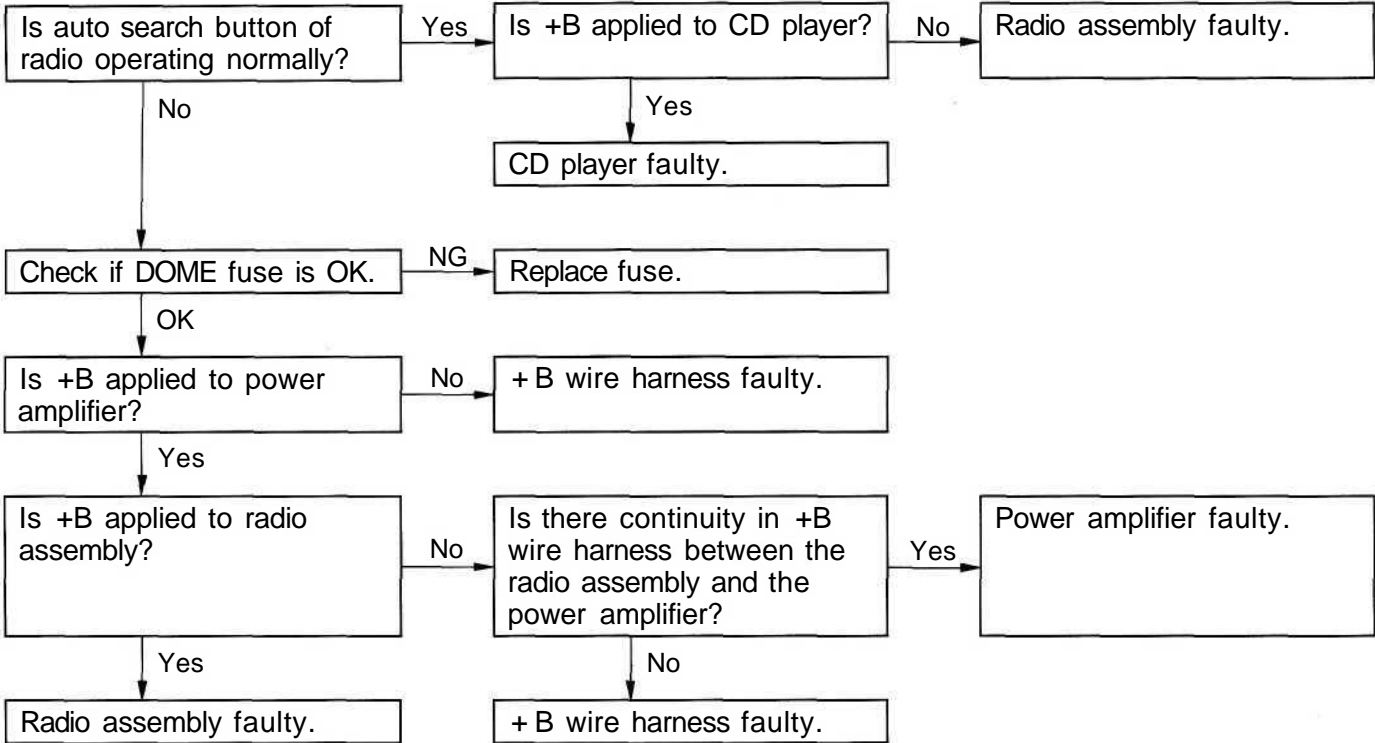 Is auto search button of
radio operating normally?
Yes
Is +B applied to CD player?
No
Radio assembly faulty.
No
Yes
CD player faulty.
Check if DOME fuse is OK.
NG
Replace fuse.
OK
Is +B applied to power
amplifier?
No
+ B wire harness faulty.
Yes
Is +B applied to radio
assembly?
No
Is there continuity in +B
wire harness between the
radio assembly and the
power amplifier?
Yes
Power amplifier faulty.
Yes
No
Radio assembly faulty.
+ B wire harness faulty.